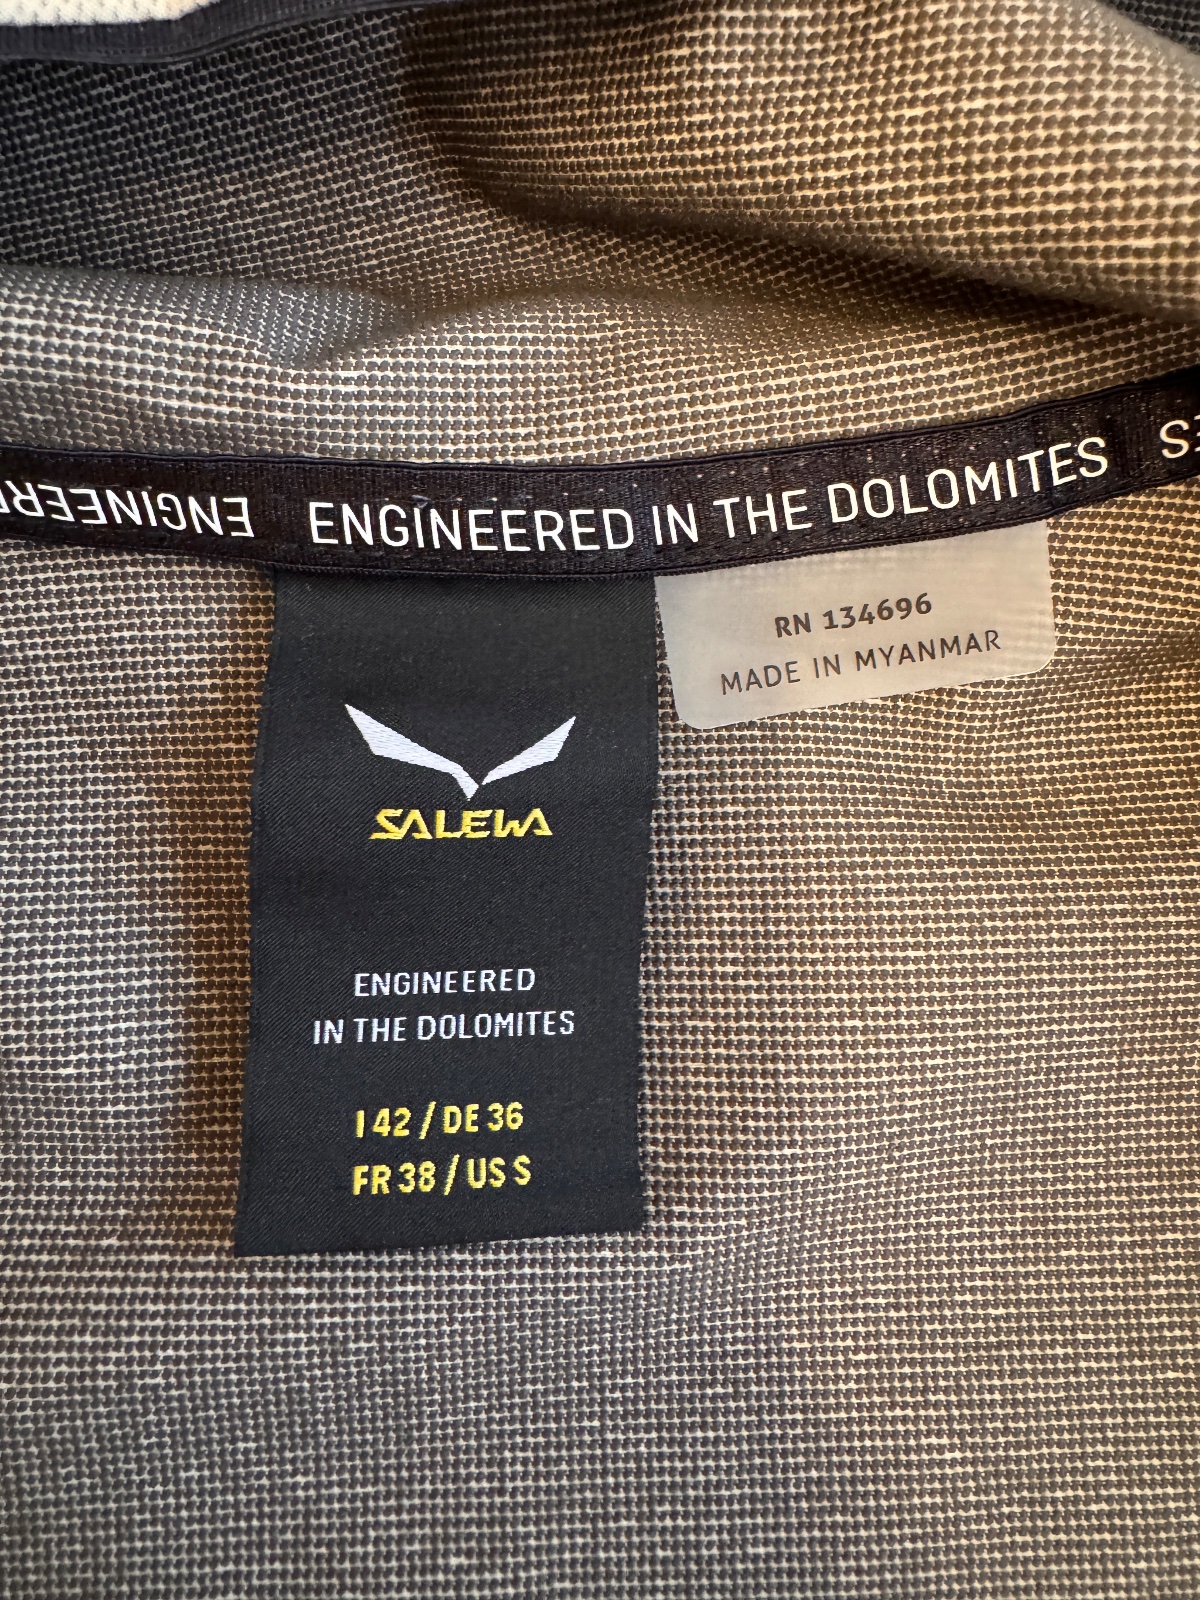 ENGINEERED IN THE DOLOMITES
RN 134696
MADE IN MYANMAR
SALEWA
ENGINEERED
IN THE DOLOMITES
I 42 / DE 36
FR 38 / US S